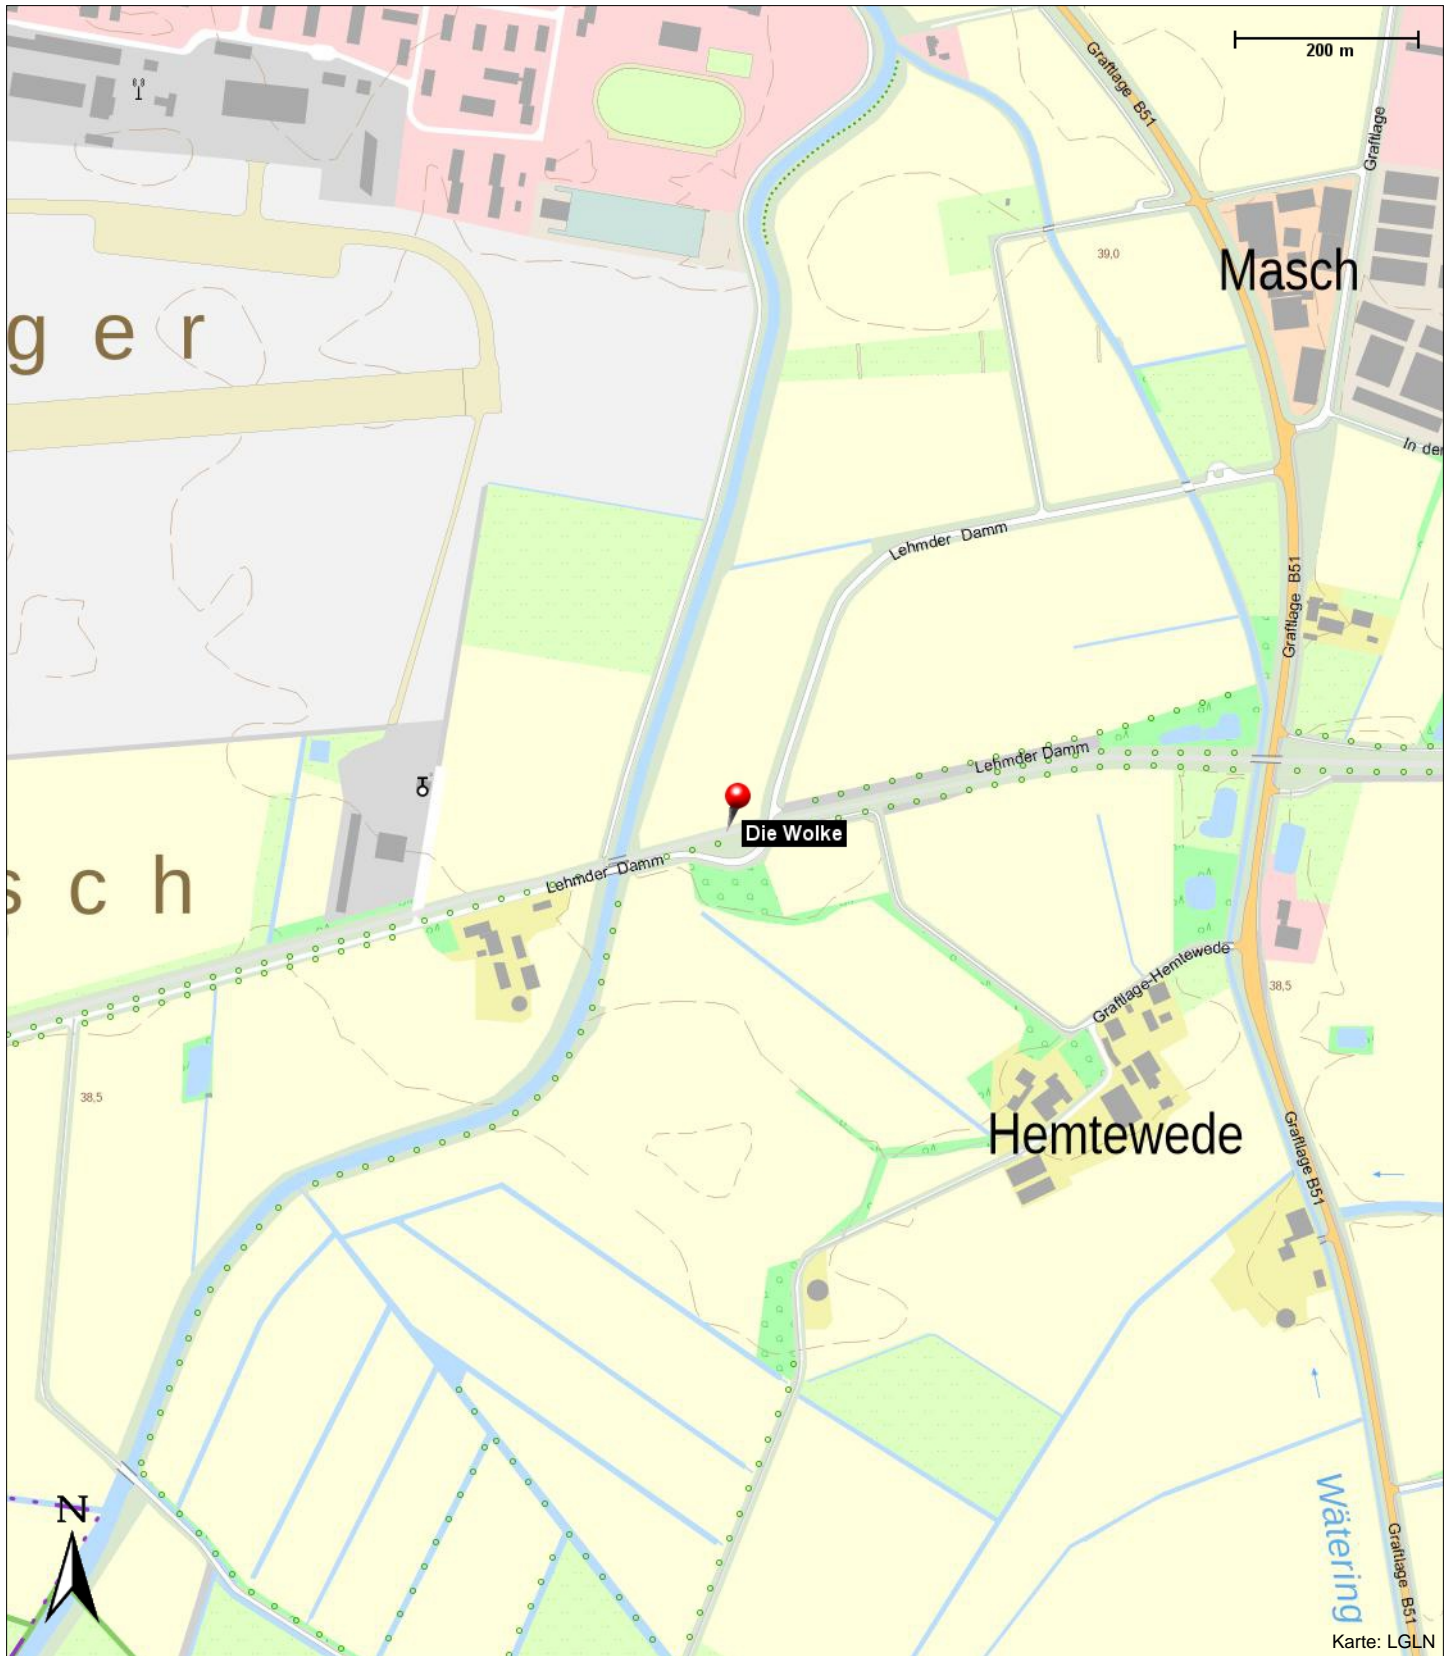 200 m
Graftlage B51
Graftlage
Masch
39,0
g e r
In der
Lehmder Damm
Graftlage B51
Lehmder Damm
Die Wolke
Lehmder Damm
s c h
Graftlage-Hemtewede
38,5
38,5
Hemtewede
Graftlage B51
Wätering
N
Graftlage B51
Karte: LGLN